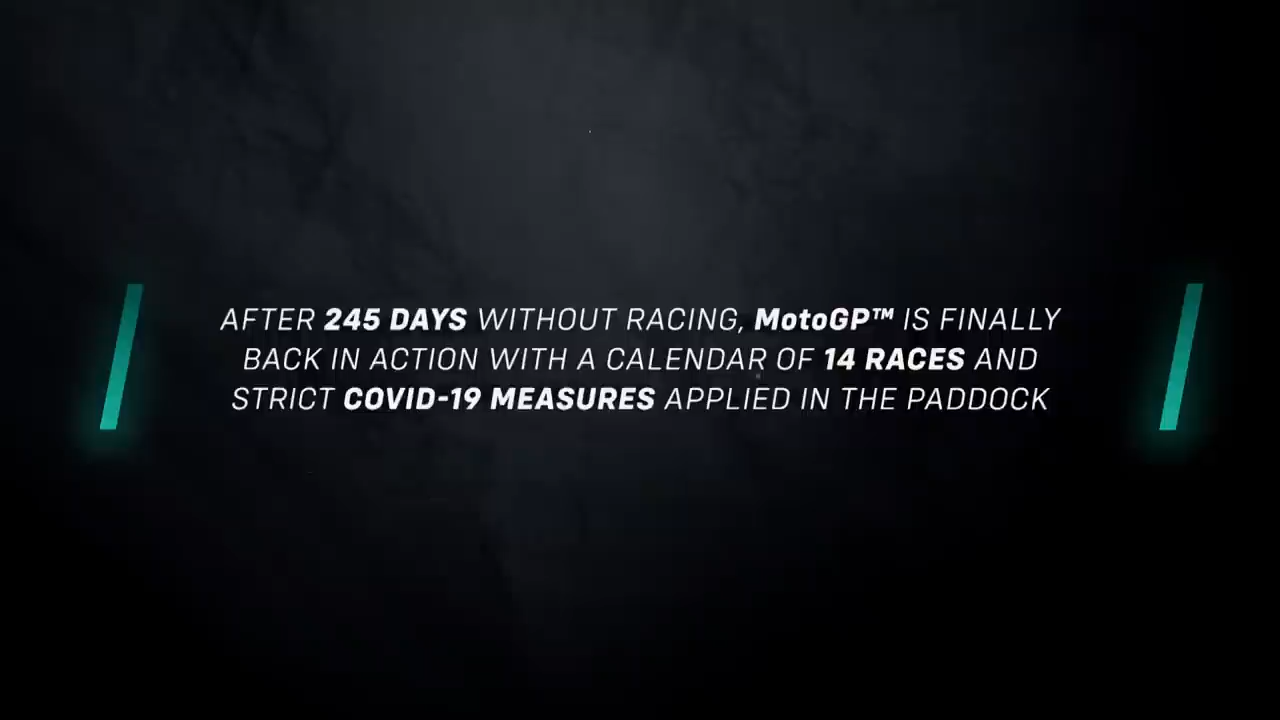 AFTER 245 DAYS WITHOUT RACING, MotoGP™ IS FINALLY
BACK IN ACTION WITH A CALENDAR OF 14 RACES AND
STRICT COVID-19 MEASURES APPLIED IN THE PADDOCK